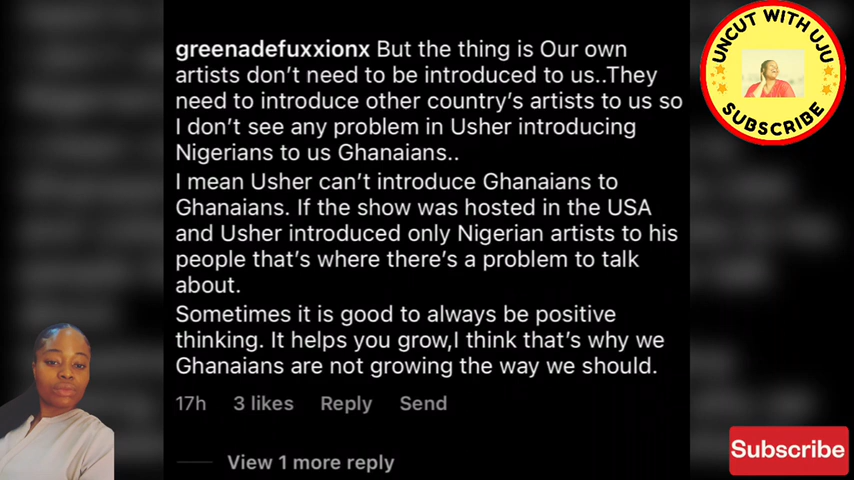 greenadefuxxionx But the thing is Our own
artists don't need to be introduced to us..They
need to introduce other country's artists to us so
I don't see any problem in Usher introducing
Nigerians to us Ghanaians..
I mean Usher can't introduce Ghanaians to
Ghanaians. If the show was hosted in the USA
and Usher introduced only Nigerian artists to his
people that's where there's a problem to talk
about.
Sometimes it is good to always be positive
thinking. It helps you grow,I think that's why we
Ghanaians are not growing the way we should.
17h 3 likes Reply Send
View 1 more reply
UNCUT WITH UJU
SUBSCRIBE
Subscribe